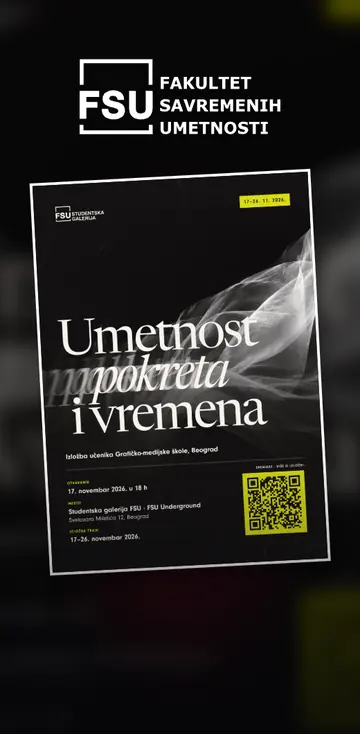 FSU
FAKULTET
SAVREMENIH
UMETNOSTI
FSU STUDENTSKA
GALERIJA
17-26. 11. 2026.
Umetnost
pokreta
i vremena
Izložba učenika Grafičko-medijske škole, Beograd
OTVARANJE
17. novembar 2026. u 18 h
MESTO
Studentska galerija FSU - FSU Underground
Svetozara Miletića 12, Beograd
IZLOŽBA TRAJE
17-26. novembar 2026.